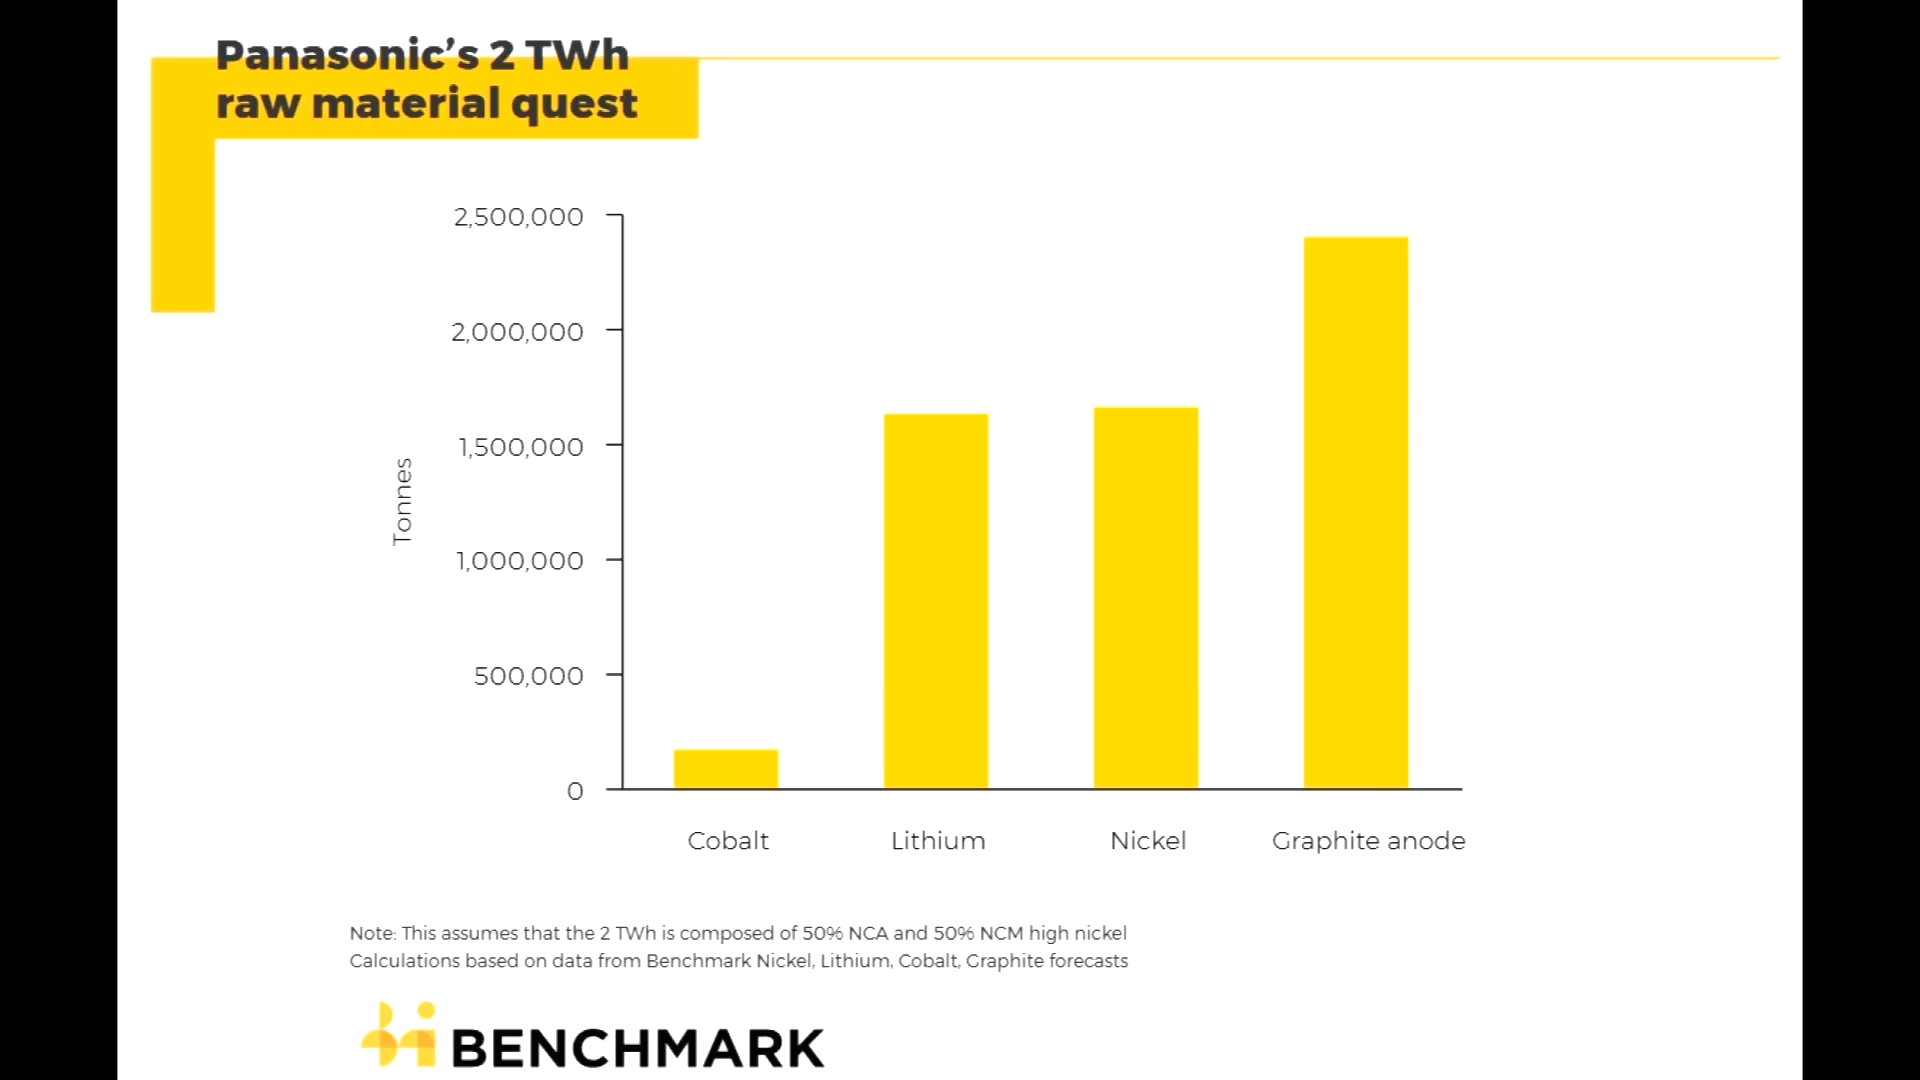 Panasonic’s 2 TWh
raw material quest
2,500,000
2,000,000
1,500,000
1,000,000
500,000
0
Tonnes
Cobalt
Lithium
Nickel
Graphite anode
Note: This assumes that the 2 TWh is composed of 50% NCA and 50% NCM high nickel
Calculations based on data from Benchmark Nickel, Lithium, Cobalt, Graphite forecasts
BENCHMARK